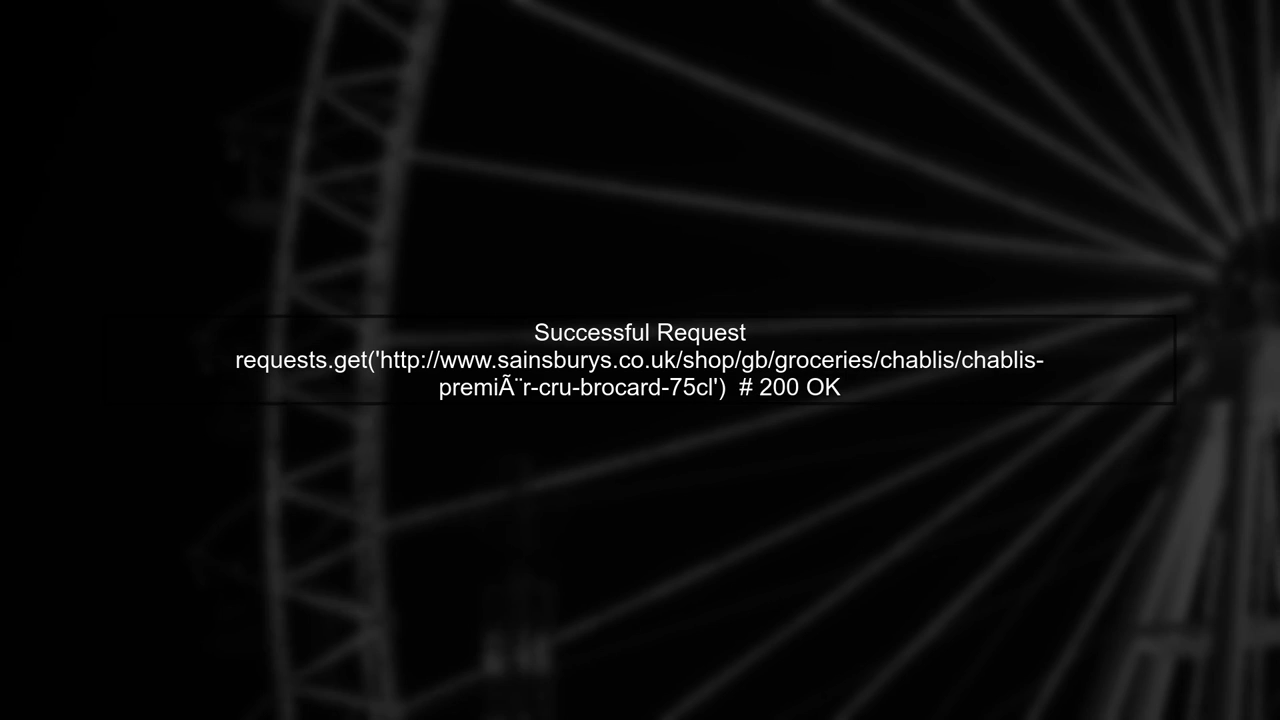 Successful Request
requests.get('http://www.sainsburys.co.uk/shop/gb/groceries/chablis/chablis-
premiÃ¨r-cru-brocard-75cl')  # 200 OK